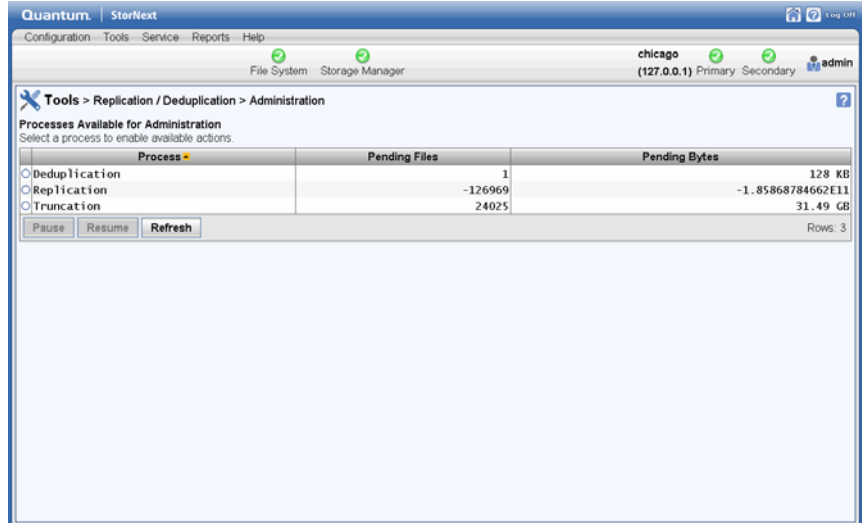 Quantum. StorNext Log Off
Configuration Tools Service Reports Help
File System Storage Manager chicago (127.0.0.1) Primary Secondary admin
Tools > Replication / Deduplication > Administration
Processes Available for Administration
Select a process to enable available actions.
Process Pending Files Pending Bytes
Deduplication 1 128 KB
Replication -126969 -1.85868784662E11
Truncation 24025 31.49 GB
Pause Resume Refresh Rows: 3